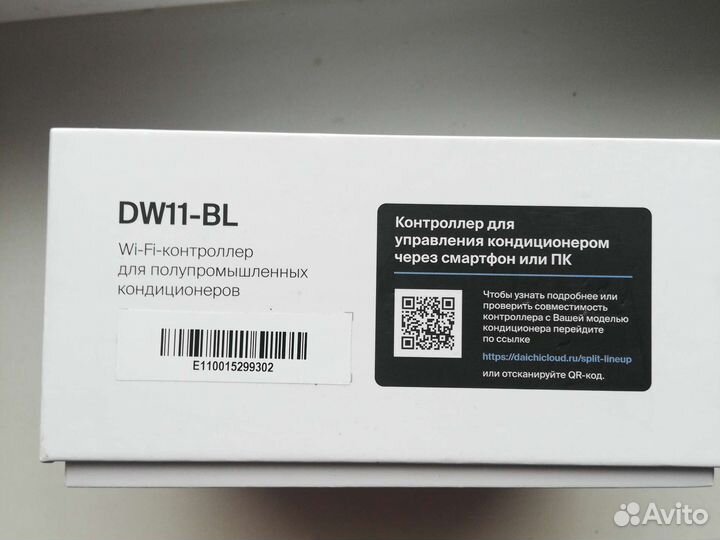 DW11-BL
Wi-Fi-контроллер
для полупромышленных
кондиционеров
E110015299302
Контроллер для
управления кондиционером
через смартфон или ПК
Чтобы узнать подробнее или
проверить совместимость
контроллера с Вашей моделью
кондиционера перейдите
по ссылке
https://daichicloud.ru/split-lineup
или отсканируйте QR-код.
Avito